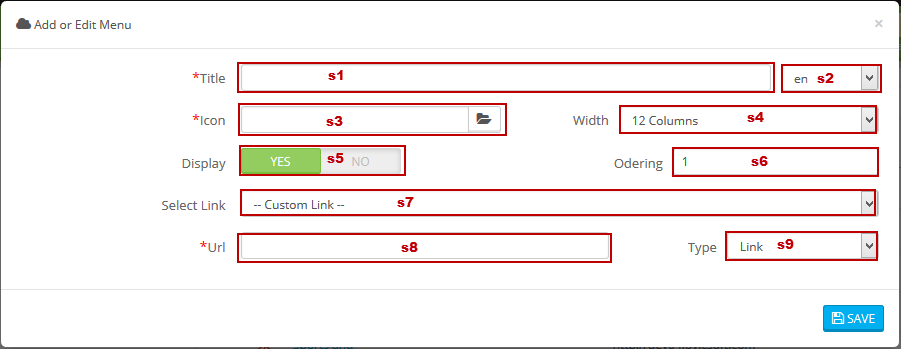 Add or Edit Menu ×
*Title s1 en s2
*Icon s3 Width 12 Columns s4
Display YES s5 NO Odering 1 s6
Select Link -- Custom Link -- s7
*Url s8 Type Link s9
SAVE